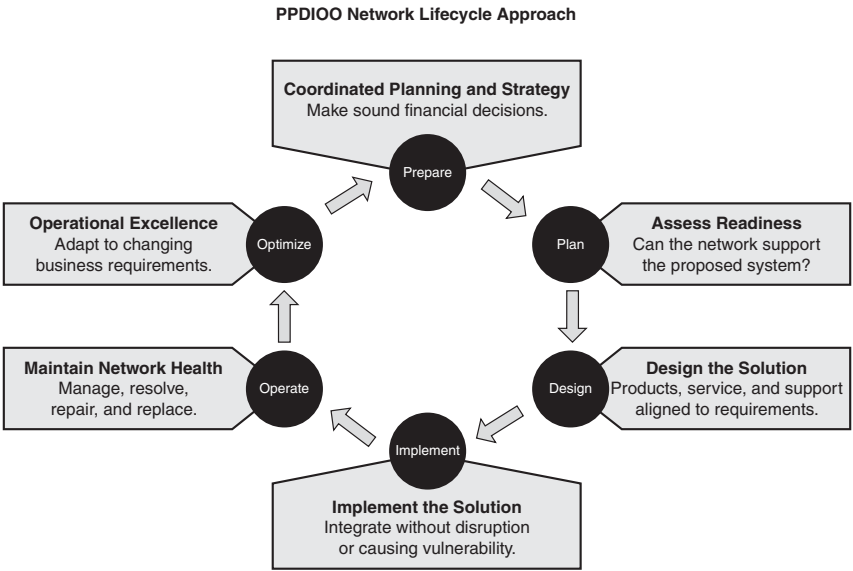 PPDIOO Network Lifecycle Approach
Coordinated Planning and Strategy
Make sound financial decisions.
Prepare
Operational Excellence
Adapt to changing
business requirements.
Optimize
Plan
Assess Readiness
Can the network support
the proposed system?
Maintain Network Health
Manage, resolve,
repair, and replace.
Operate
Design
Design the Solution
Products, service, and support
aligned to requirements.
Implement
Implement the Solution
Integrate without disruption
or causing vulnerability.